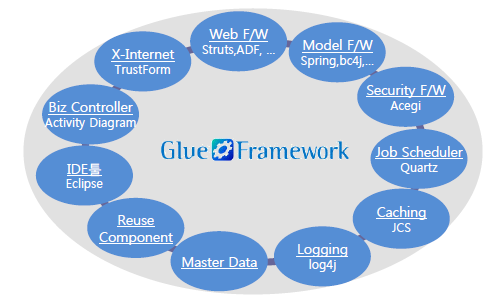 Web F/W
Struts,ADF, ...
Model F/W
Spring,bc4j,...
Security F/W
Acegi
Job Scheduler
Quartz
Caching
JCS
Logging
log4j
Master Data
Reuse
Component
IDE툴
Eclipse
Biz Controller
Activity Diagram
X-Internet
TrustForm
Glue Framework